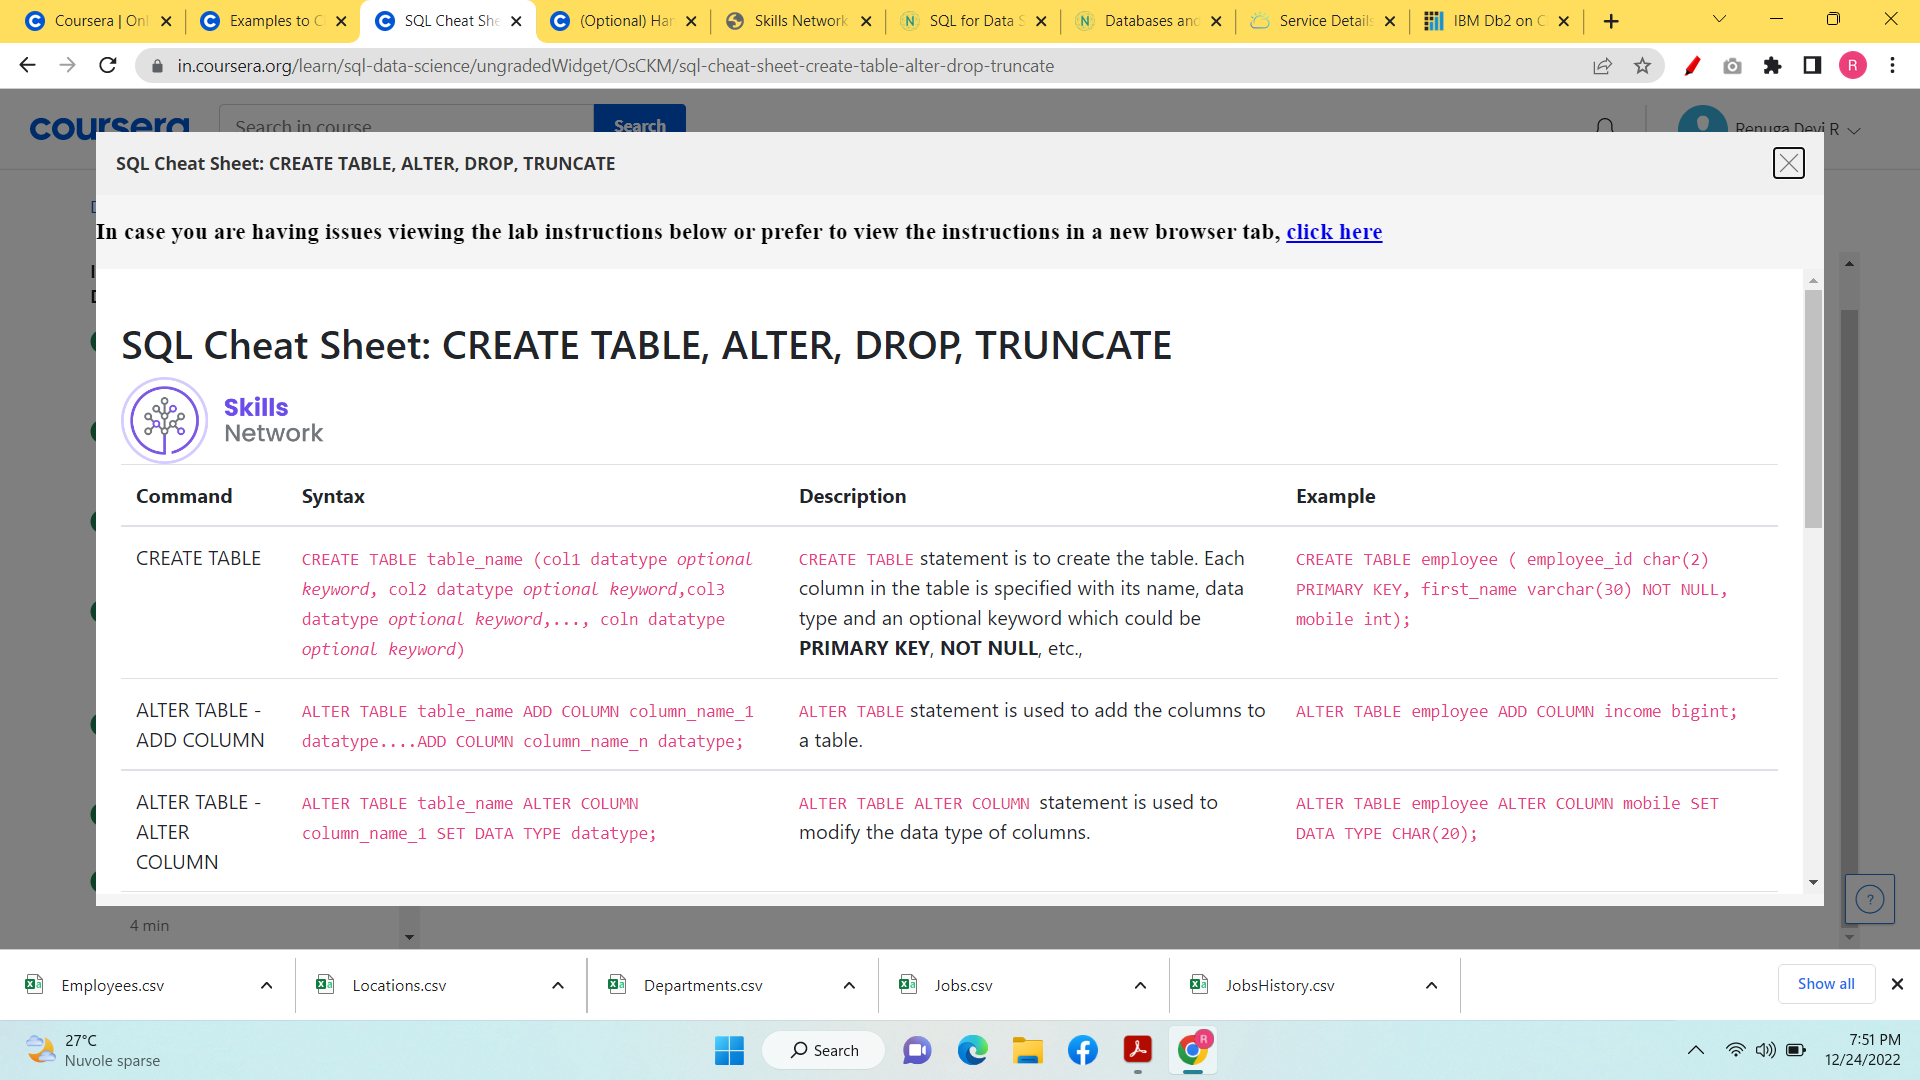 Coursera | Onl
Examples to C
SQL Cheat She
(Optional) Han
Skills Network
SQL for Data S
Databases and
Service Details
IBM Db2 on C
in.coursera.org/learn/sql-data-science/ungradedWidget/OsCKM/sql-cheat-sheet-create-table-alter-drop-truncate
R
coursera
Search in course
Search
Renuga Devi R
SQL Cheat Sheet: CREATE TABLE, ALTER, DROP, TRUNCATE
In case you are having issues viewing the lab instructions below or prefer to view the instructions in a new browser tab, click here
SQL Cheat Sheet: CREATE TABLE, ALTER, DROP, TRUNCATE
Skills
Network
Command Syntax Description Example
CREATE TABLE
CREATE TABLE table_name (col1 datatype optional
keyword, col2 datatype optional keyword,col3
datatype optional keyword,..., coln datatype
optional keyword)
CREATE TABLE statement is to create the table. Each
column in the table is specified with its name, data
type and an optional keyword which could be
PRIMARY KEY, NOT NULL, etc.,
CREATE TABLE employee ( employee_id char(2)
PRIMARY KEY, first_name varchar(30) NOT NULL,
mobile int);
ALTER TABLE -
ADD COLUMN
ALTER TABLE table_name ADD COLUMN column_name_1
datatype....ADD COLUMN column_name_n datatype;
ALTER TABLE statement is used to add the columns to
a table.
ALTER TABLE employee ADD COLUMN income bigint;
ALTER TABLE -
ALTER
COLUMN
ALTER TABLE table_name ALTER COLUMN
column_name_1 SET DATA TYPE datatype;
ALTER TABLE ALTER COLUMN statement is used to
modify the data type of columns.
ALTER TABLE employee ALTER COLUMN mobile SET
DATA TYPE CHAR(20);
4 min
Employees.csv
Locations.csv
Departments.csv
Jobs.csv
JobsHistory.csv
Show all
27°C
Nuvole sparse
Search
R
7:51 PM
12/24/2022